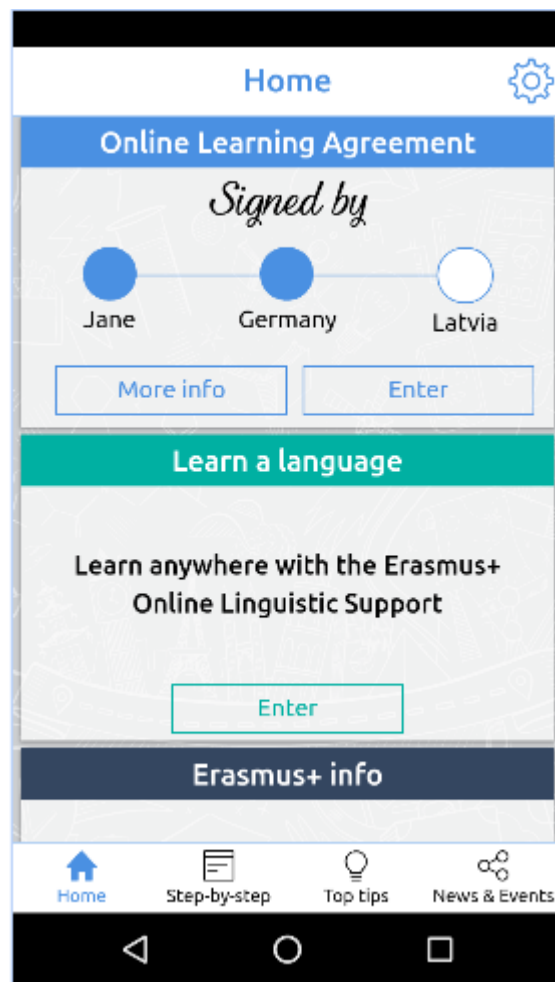 Home
Online Learning Agreement
Signed by
Jane Germany Latvia
More info Enter
Learn a language
Learn anywhere with the Erasmus+
Online Linguistic Support
Enter
Erasmus+ info
Home Step-by-step Top tips News & Events